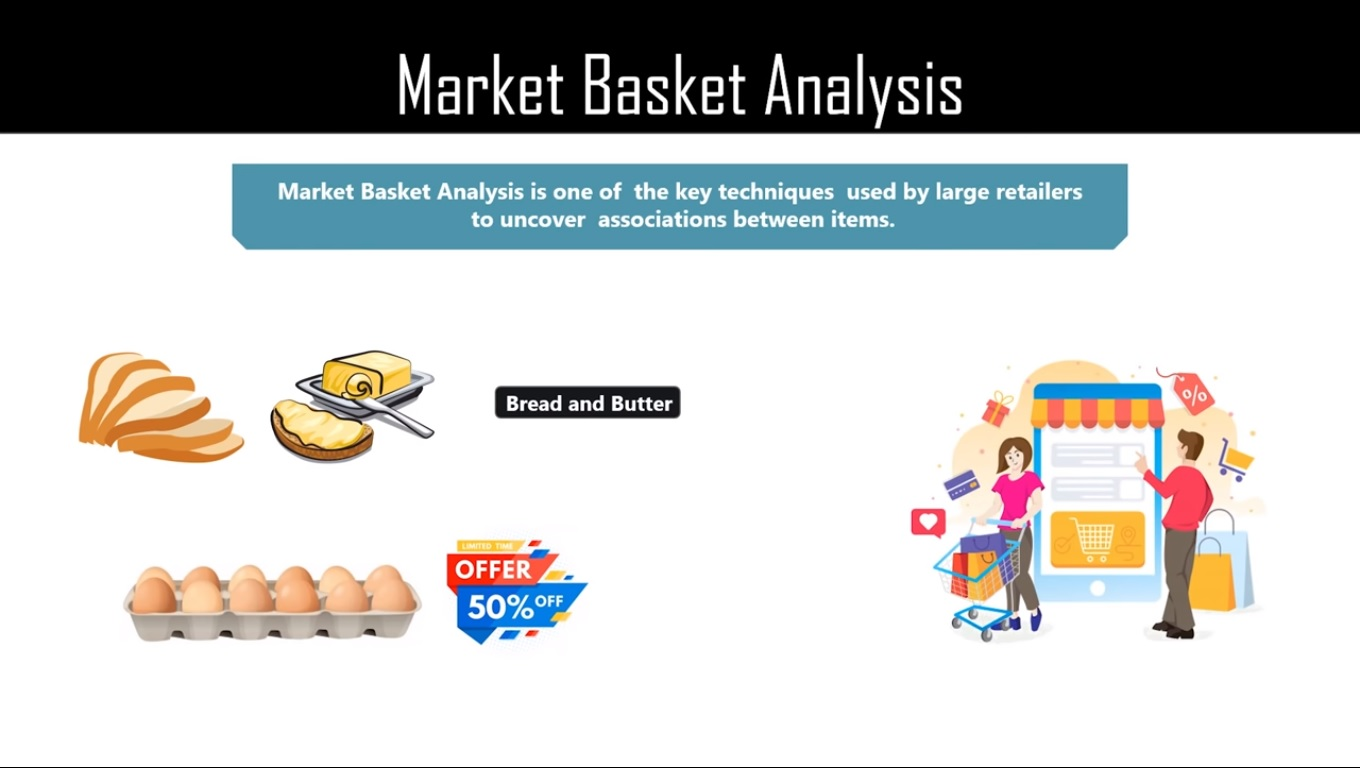 Market Basket Analysis
Market Basket Analysis is one of  the key techniques  used by large retailers
to uncover  associations between items.
Bread and Butter
LIMITED TIME
OFFER
50% OFF
%